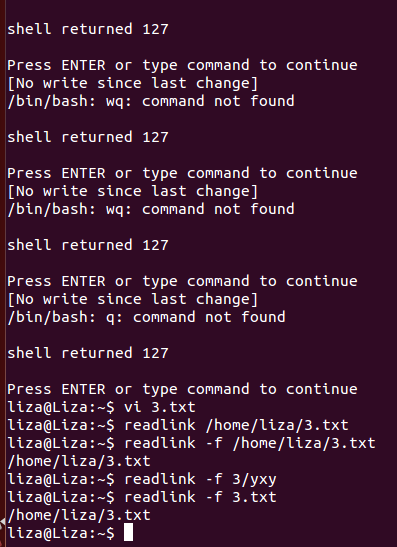 shell returned 127
Press ENTER or type command to continue
[No write since last change]
/bin/bash: wq: command not found
shell returned 127
Press ENTER or type command to continue
[No write since last change]
/bin/bash: wq: command not found
shell returned 127
Press ENTER or type command to continue
[No write since last change]
/bin/bash: q: command not found
shell returned 127
Press ENTER or type command to continue
liza@Liza:~$ vi 3.txt
liza@Liza:~$ readlink /home/liza/3.txt
liza@Liza:~$ readlink -f /home/liza/3.txt
/home/liza/3.txt
liza@Liza:~$ readlink -f 3/yxy
liza@Liza:~$ readlink -f 3.txt
/home/liza/3.txt
liza@Liza:~$